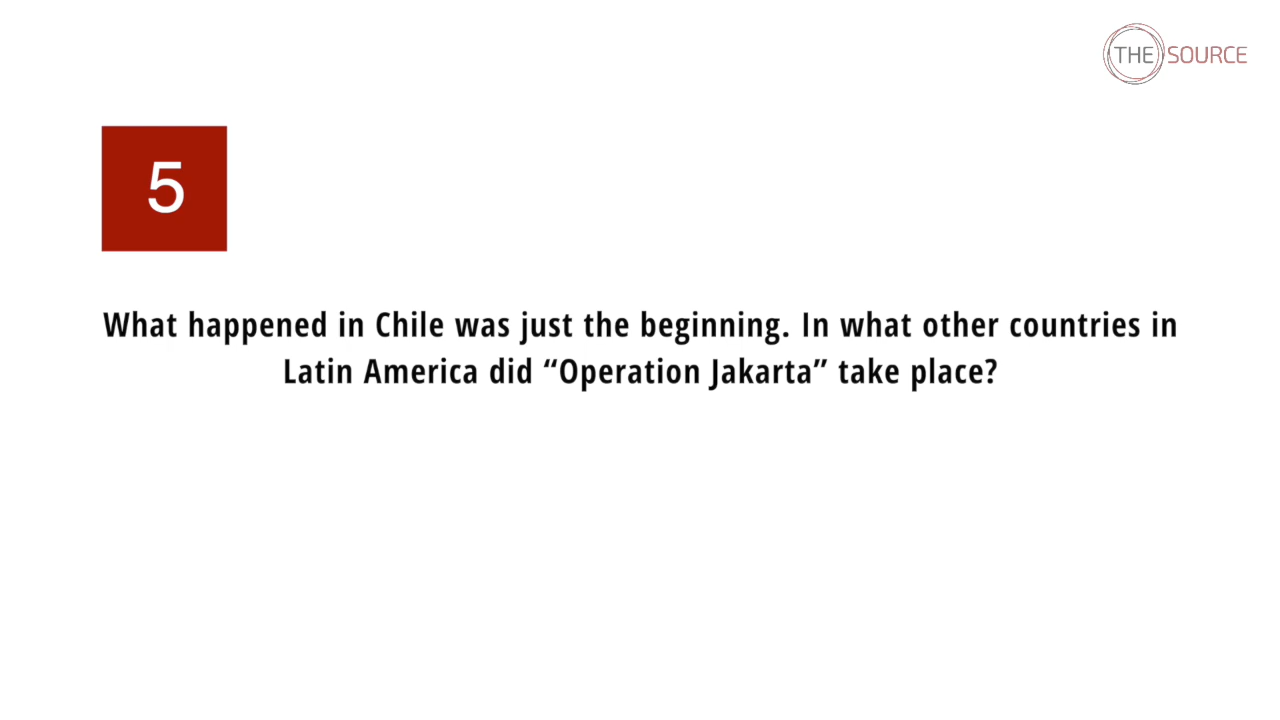 THE SOURCE
5
What happened in Chile was just the beginning. In what other countries in
Latin America did “Operation Jakarta” take place?